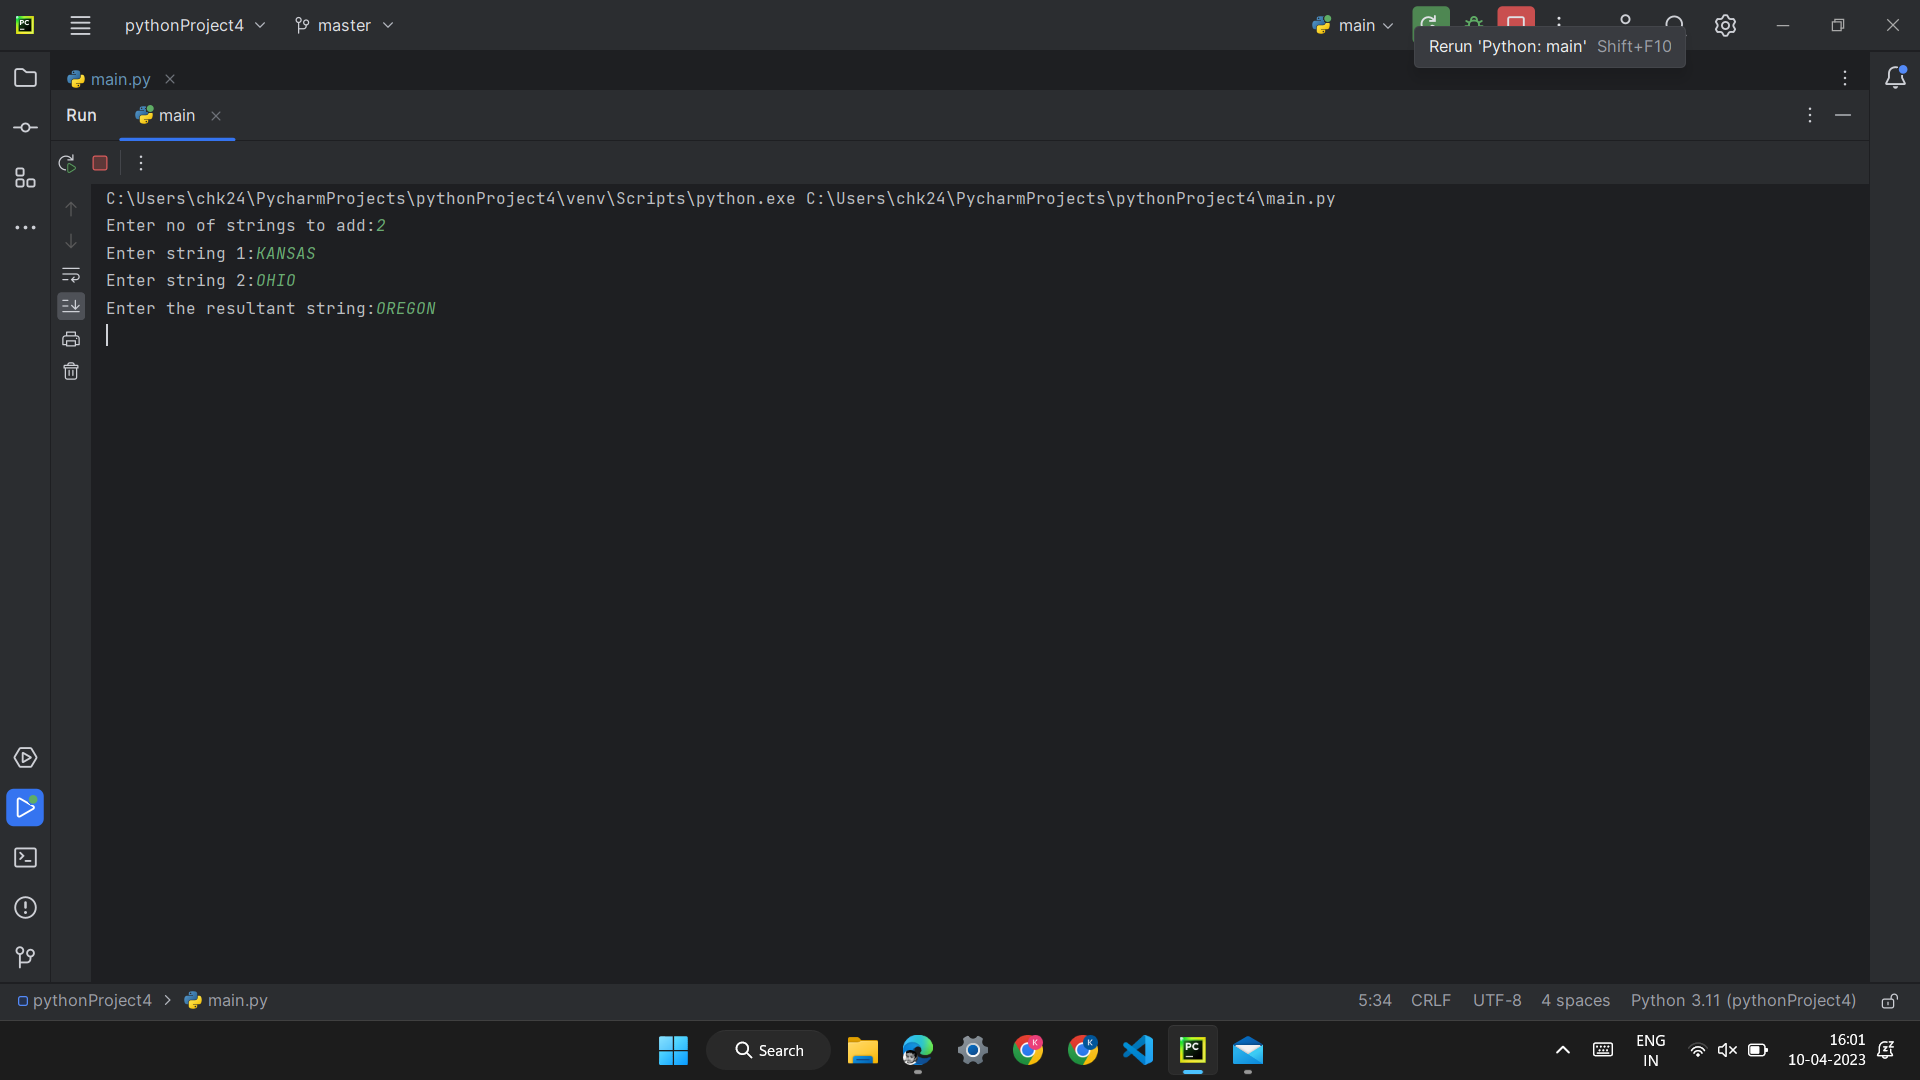 pythonProject4
master
main
Rerun 'Python: main' Shift+F10
main.py
Run
main
C:\Users\chk24\PycharmProjects\pythonProject4\venv\Scripts\python.exe C:\Users\chk24\PycharmProjects\pythonProject4\main.py
Enter no of strings to add:2
Enter string 1:KANSAS
Enter string 2:OHIO
Enter the resultant string:OREGON
pythonProject4 > main.py
5:34 CRLF UTF-8 4 spaces Python 3.11 (pythonProject4)
Search
ENG
IN
16:01
10-04-2023